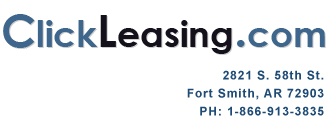 ClickLeasing.com
2821 S. 58th St.
Fort Smith, AR 72903
PH: 1-866-913-3835